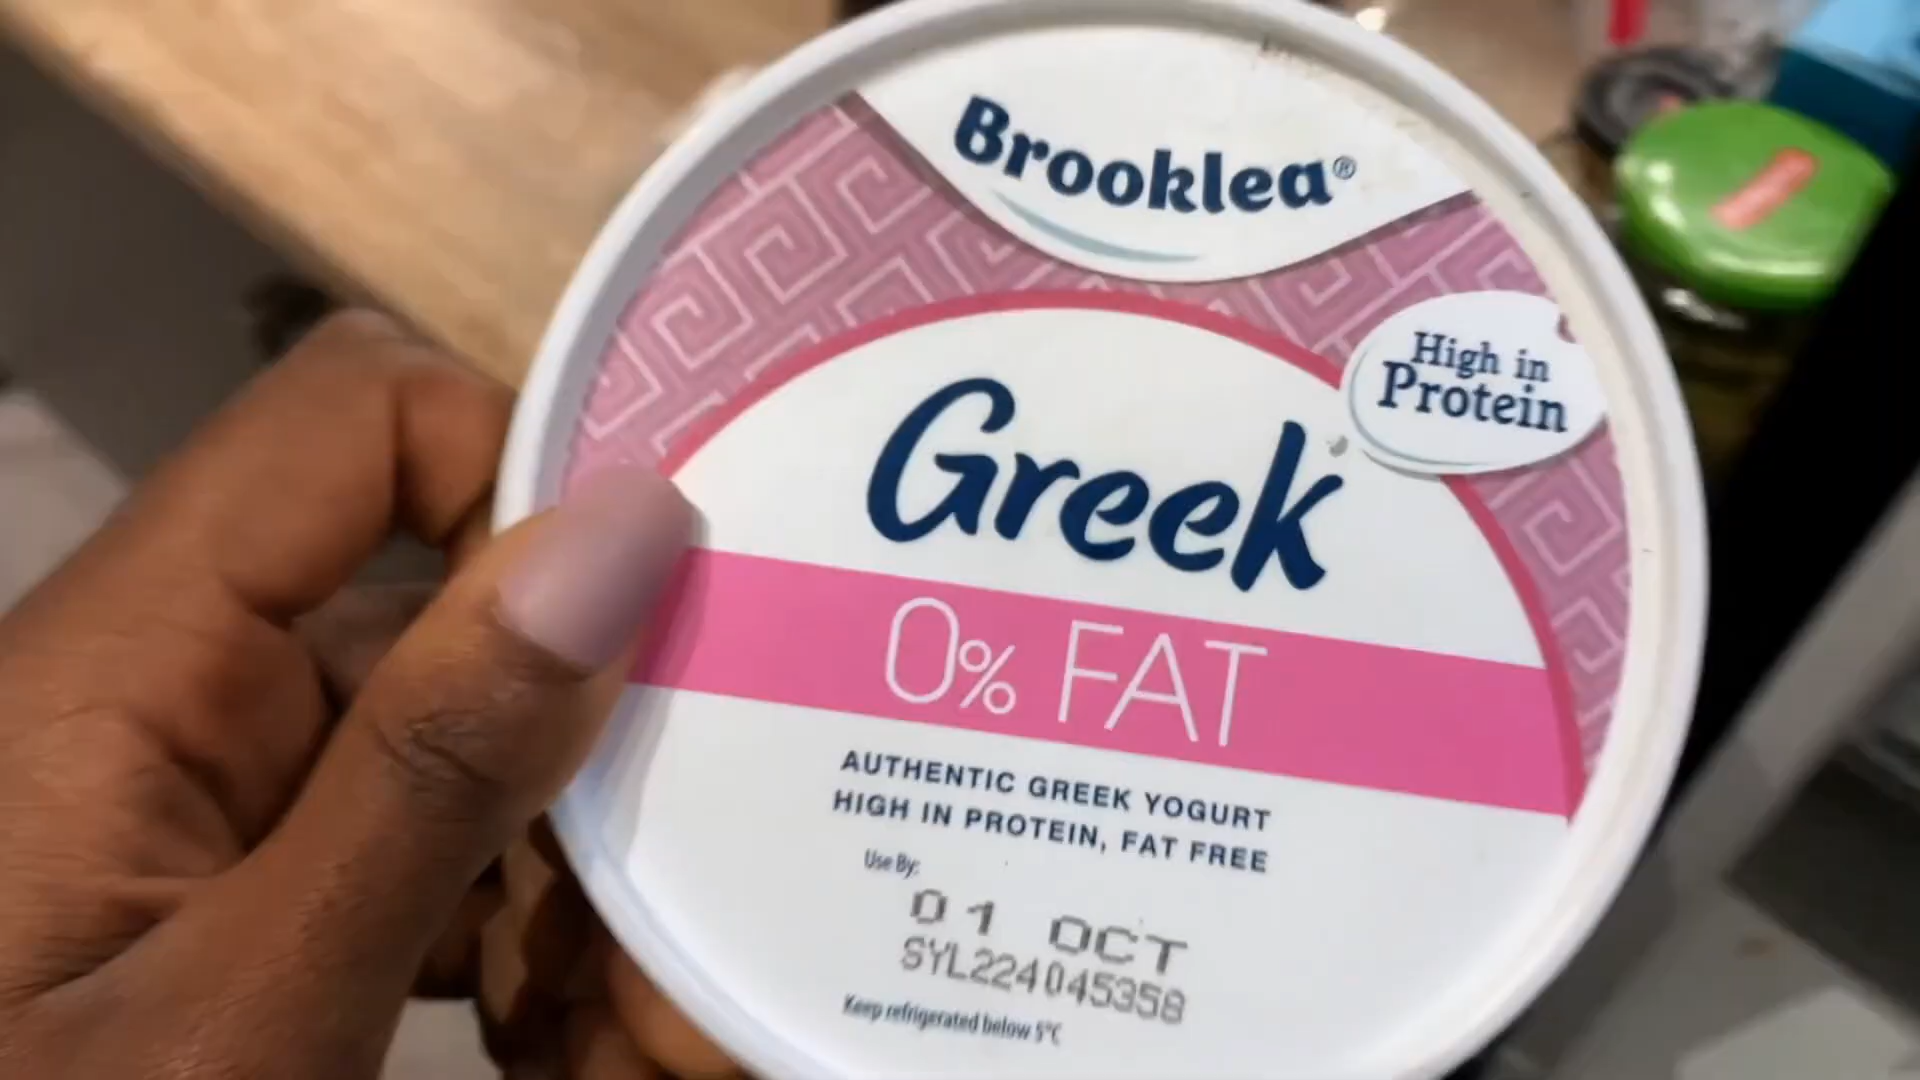 Brooklea®
High in
Protein
Greek
0% FAT
AUTHENTIC GREEK YOGURT
HIGH IN PROTEIN, FAT FREE
Use By:
01 OCT
SYL224045358
Keep refrigerated below 5°C